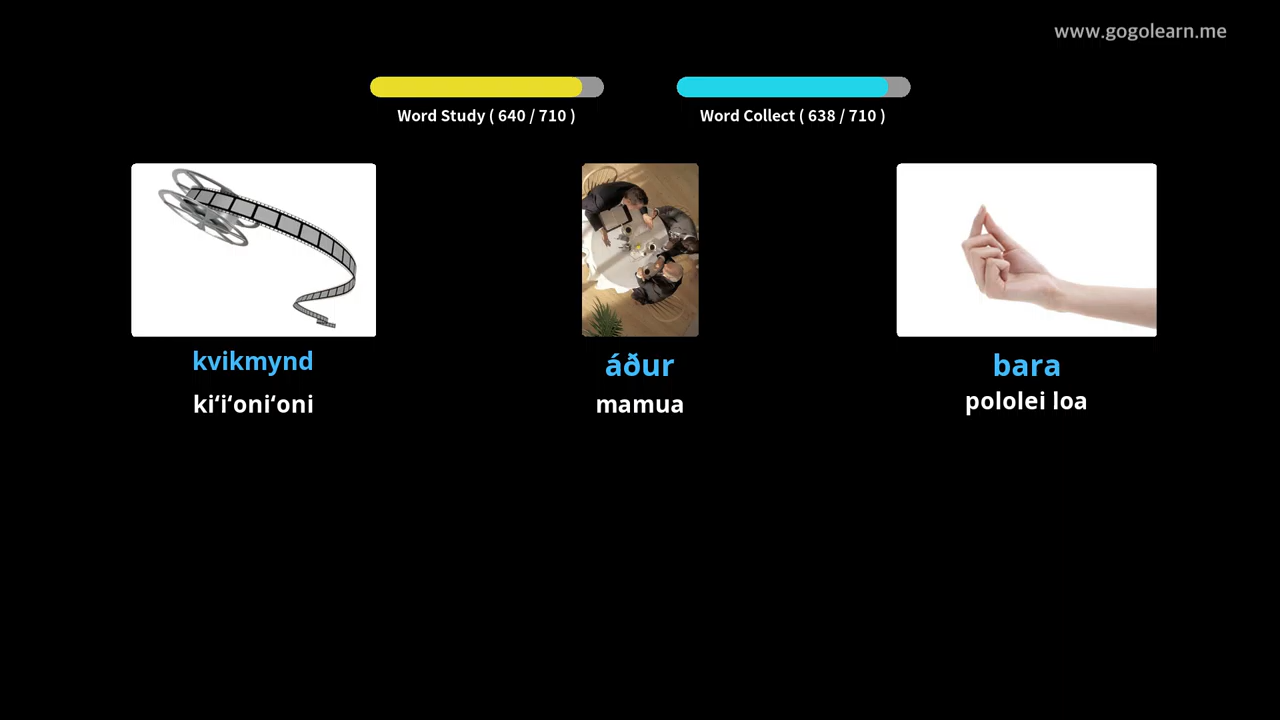 www.gogolearn.me
Word Study ( 640 / 710 )
Word Collect ( 638 / 710 )
kvikmynd
áður
bara
kiʻiʻoniʻoni
mamua
pololei loa